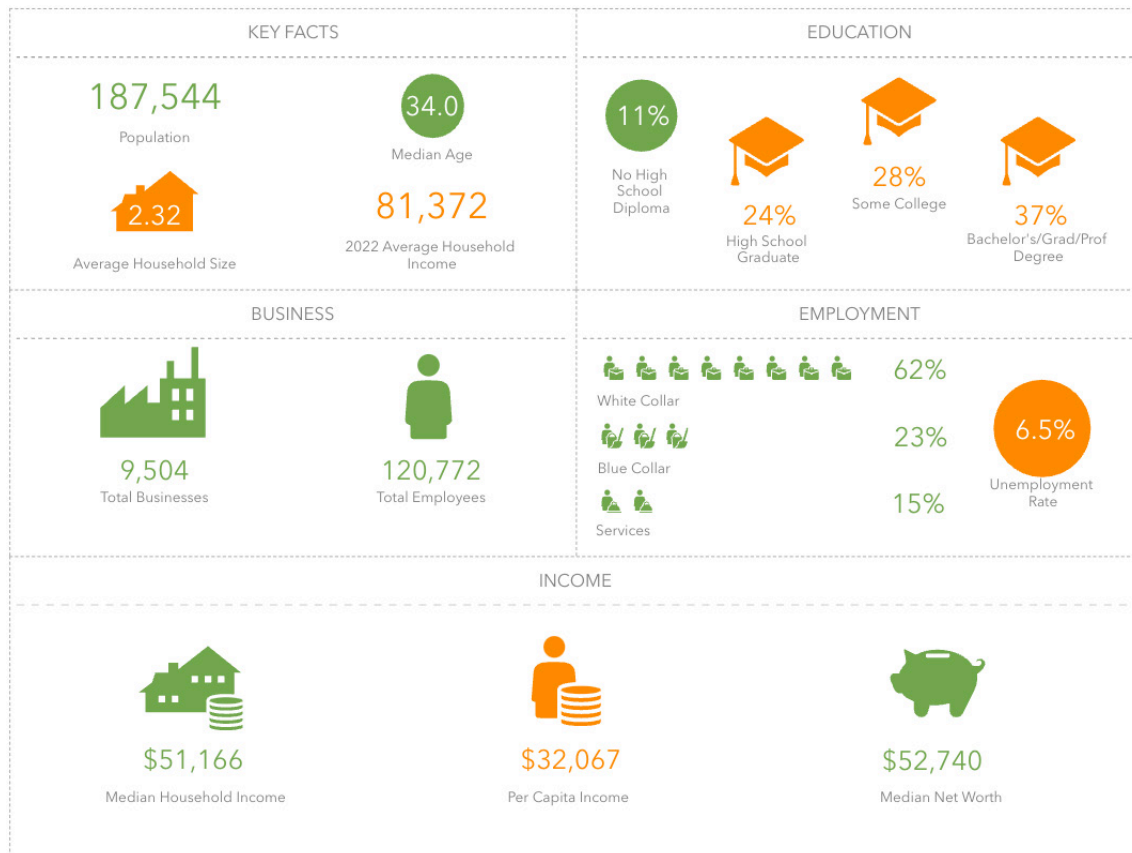 KEY FACTS
187,544
Population
34.0
Median Age
2.32
Average Household Size
81,372
2022 Average Household
Income
EDUCATION
11%
No High
School
Diploma
24%
High School
Graduate
28%
Some College
37%
Bachelor's/Grad/Prof
Degree
BUSINESS
9,504
Total Businesses
120,772
Total Employees
EMPLOYMENT
62%
White Collar
23%
Blue Collar
15%
Services
6.5%
Unemployment
Rate
INCOME
$51,166
Median Household Income
$32,067
Per Capita Income
$52,740
Median Net Worth